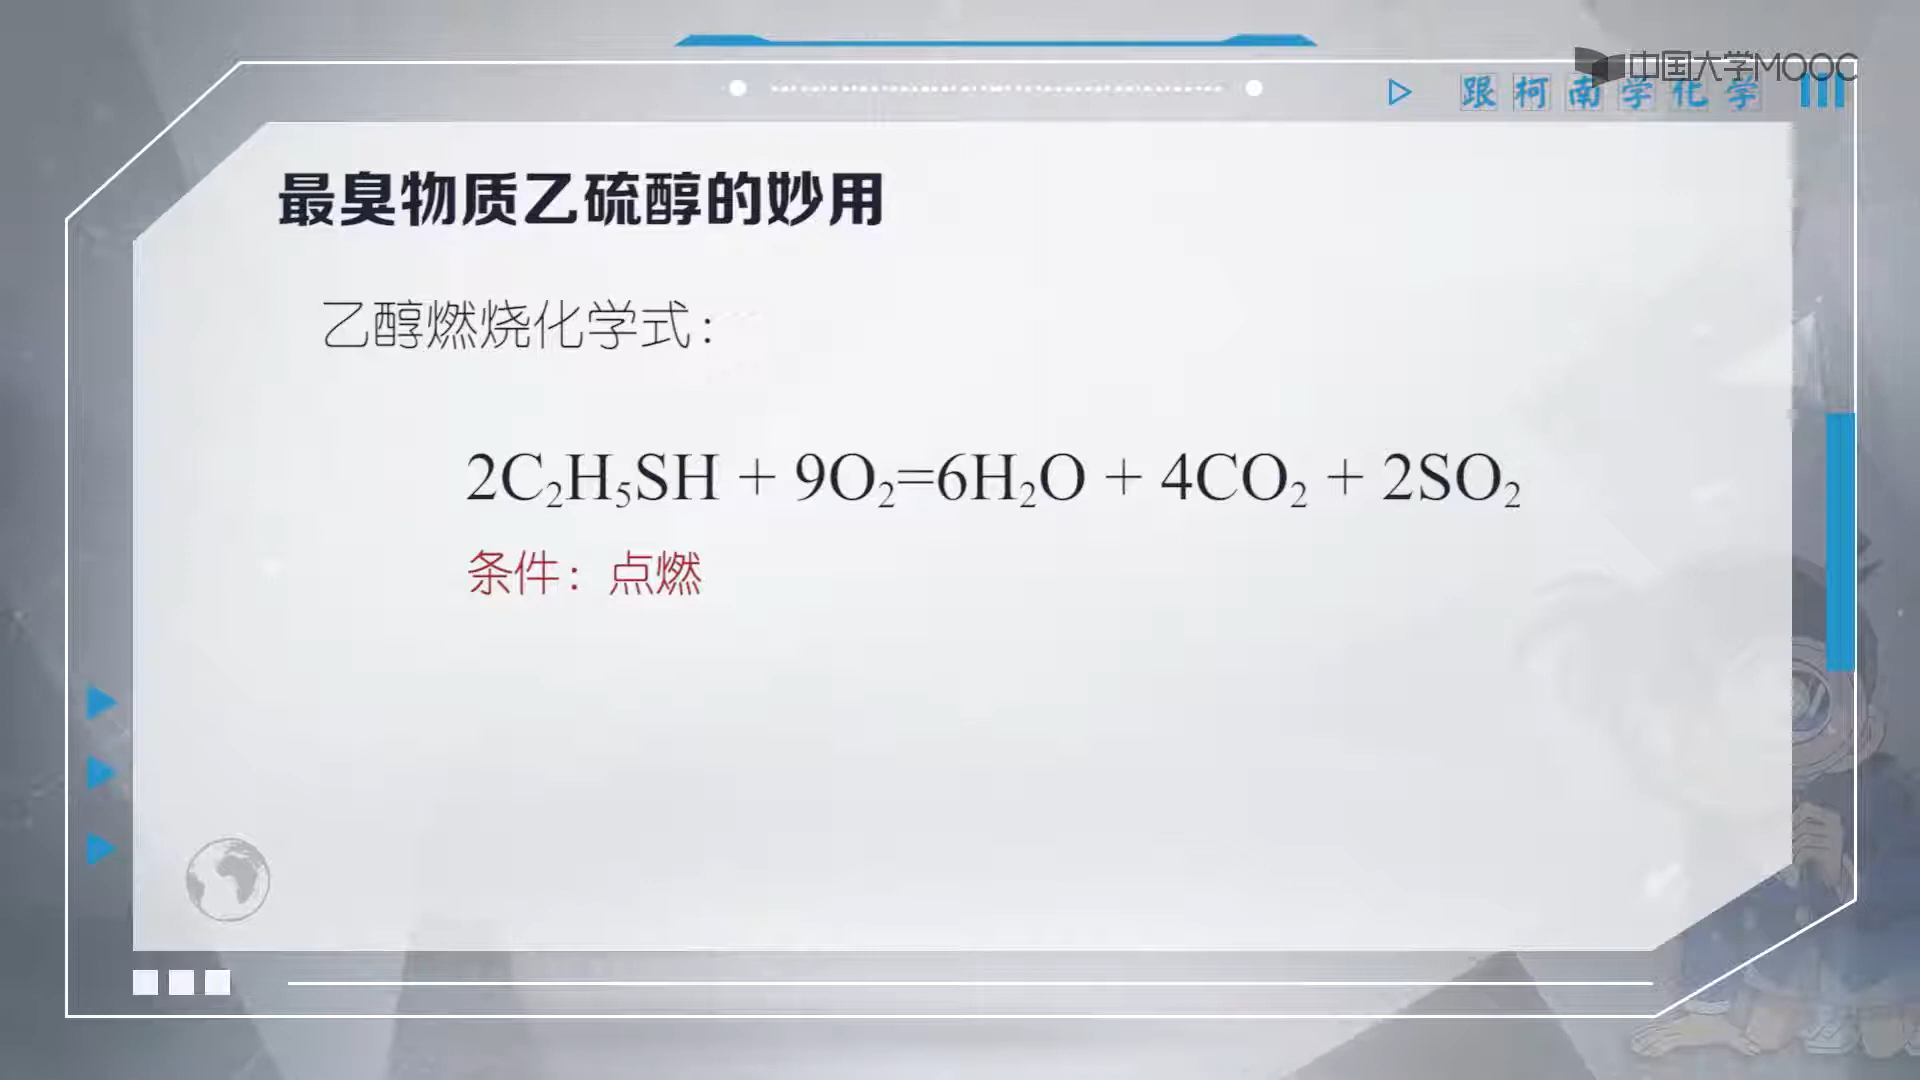 中国大学MOOC
跟柯南学化学
最臭物质乙硫醇的妙用
乙醇燃烧化学式：
2C₂H₅SH + 9O₂=6H₂O + 4CO₂ + 2SO₂
条件：点燃